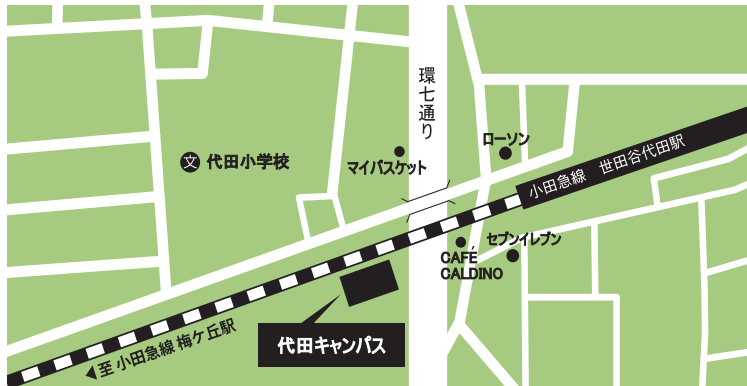 環七通り
ローソン
小田急線 世田谷代田駅
文 代田小学校
マイバスケット
セブンイレブン
CAFÉ
CALDINO
代田キャンパス
至 小田急線 梅ケ丘駅